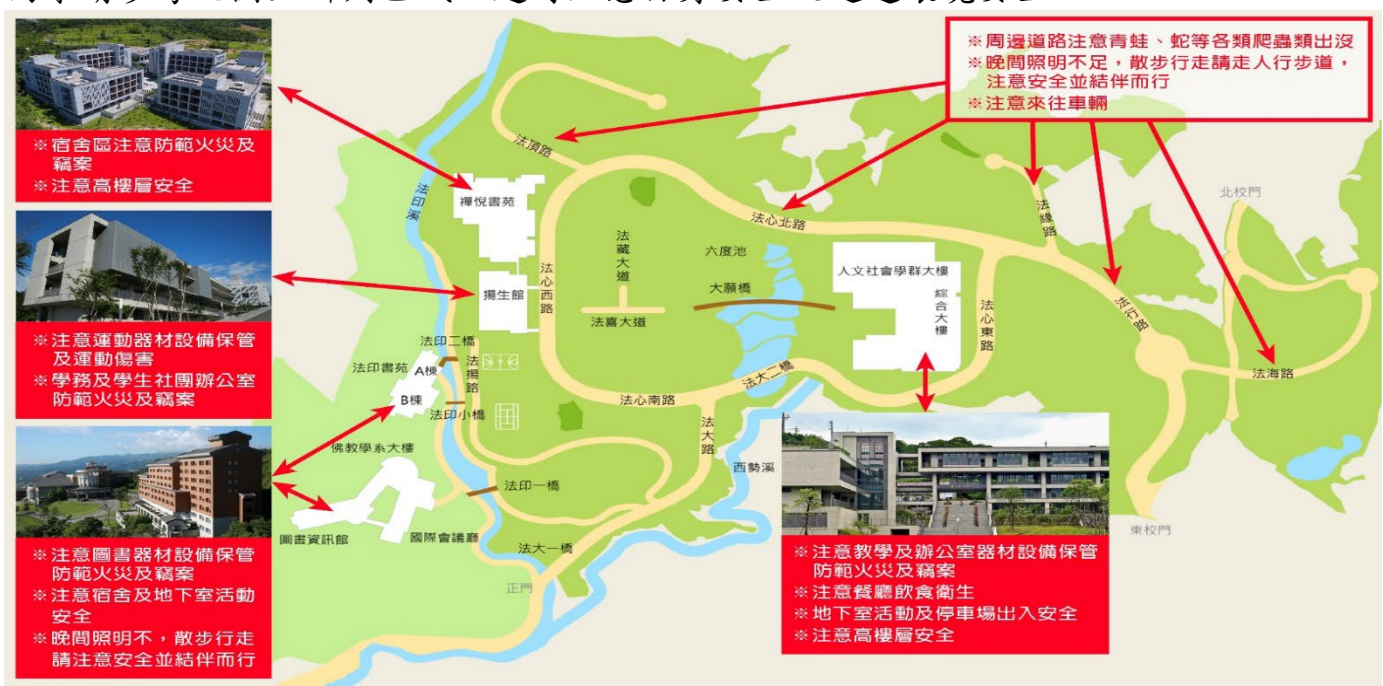 ※周邊道路注意青蛙、蛇等各類爬蟲類出沒
※晚間照明不足，散步行走請走人行步道，
注意安全並結伴而行
※注意來往車輛
※宿舍區注意防範火災及
竊案
※注意高樓層安全
※注意運動器材設備保管
及運動傷害
※學務及學生社團辦公室
防範火災及竊案
※注意圖書器材設備保管
防範火災及竊案
※注意宿舍及地下室活動
安全
※晚間照明不，散步行走
請注意安全並結伴而行
※注意教學及辦公室器材設備保管
防範火災及竊案
※注意餐廳飲食衛生
※地下室活動及停車場出入安全
※注意高樓層安全
法頂路
法印溪
禪悅書苑
法心北路
法緣路
北校門
法藏大道
六度池
人文社會學群大樓
綜合大樓
法心西路
揚生館
大願橋
法喜大道
法心東路
法行路
法印二橋
法印書苑
A棟
B棟
法揚路
法印小橋
法心南路
法大二橋
法海路
法大路
佛教學系大樓
西勢溪
法印一橋
圖書資訊館
國際會議廳
法大一橋
正門
東校門